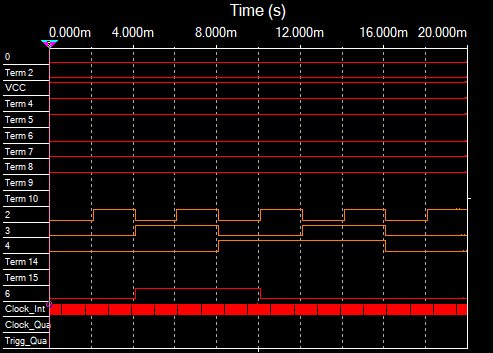 Time (s)
0.000m 4.000m 8.000m 12.000m 16.000m 20.000m
0
Term 2
VCC
Term 4
Term 5
Term 6
Term 7
Term 8
Term 9
Term 10
2
3
4
Term 14
Term 15
6
Clock_Int
Clock_Qua
Trigg_Qua